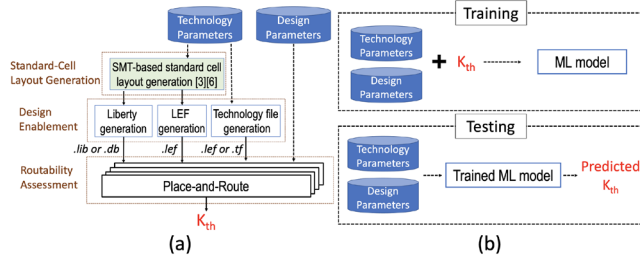 Technology
Parameters
Design
Parameters
Standard-Cell
Layout Generation
SMT-based standard cell
layout generation [3][6]
Design
Enablement
Liberty
generation
LEF
generation
Technology file
generation
.lib or .db
.lef
.lef or .tf
Routability
Assessment
Place-and-Route
Kth
(a)
Training
Technology
Parameters
+
Kth
ML model
Design
Parameters
Testing
Technology
Parameters
Trained ML model
Predicted
Kth
Design
Parameters
(b)